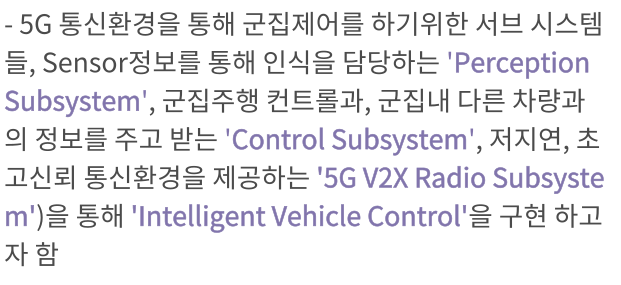 - 5G 통신환경을 통해 군집제어를 하기위한 서브 시스템
들, Sensor정보를 통해 인식을 담당하는 'Perception
Subsystem', 군집주행 컨트롤과, 군집내 다른 차량과
의 정보를 주고 받는 'Control Subsystem', 저지연, 초
고신뢰 통신환경을 제공하는 '5G V2X Radio Subsyste
m')을 통해 'Intelligent Vehicle Control'을 구현 하고
자 함